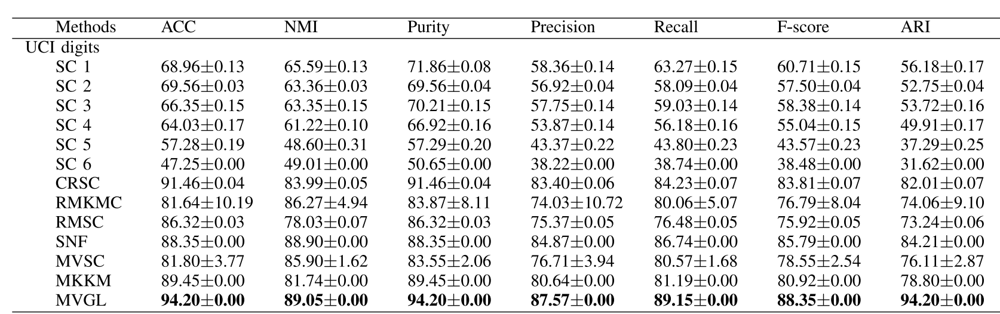 Methods ACC NMI Purity Precision Recall F-score ARI
UCI digits
SC 1 68.96±0.13 65.59±0.13 71.86±0.08 58.36±0.14 63.27±0.15 60.71±0.15 56.18±0.17
SC 2 69.56±0.03 63.36±0.03 69.56±0.04 56.92±0.04 58.09±0.04 57.50±0.04 52.75±0.04
SC 3 66.35±0.15 63.35±0.15 70.21±0.15 57.75±0.14 59.03±0.14 58.38±0.14 53.72±0.16
SC 4 64.03±0.17 61.22±0.10 66.92±0.16 53.87±0.14 56.18±0.16 55.04±0.15 49.91±0.17
SC 5 57.28±0.19 48.60±0.31 57.29±0.20 43.37±0.22 43.80±0.23 43.57±0.23 37.29±0.25
SC 6 47.25±0.00 49.01±0.00 50.65±0.00 38.22±0.00 38.74±0.00 38.48±0.00 31.62±0.00
CRSC 91.46±0.04 83.99±0.05 91.46±0.04 83.40±0.06 84.23±0.07 83.81±0.07 82.01±0.07
RMKMC 81.64±10.19 86.27±4.94 83.87±8.11 74.03±10.72 80.06±5.07 76.79±8.04 74.06±9.10
RMSC 86.32±0.03 78.03±0.07 86.32±0.03 75.37±0.05 76.48±0.05 75.92±0.05 73.24±0.06
SNF 88.35±0.00 88.90±0.00 88.35±0.00 84.87±0.00 86.74±0.00 85.79±0.00 84.21±0.00
MVSC 81.80±3.77 85.90±1.62 83.55±2.06 76.71±3.94 80.57±1.68 78.55±2.54 76.11±2.87
MKKM 89.45±0.00 81.74±0.00 89.45±0.00 80.64±0.00 81.19±0.00 80.92±0.00 78.80±0.00
MVGL 94.20±0.00 89.05±0.00 94.20±0.00 87.57±0.00 89.15±0.00 88.35±0.00 94.20±0.00